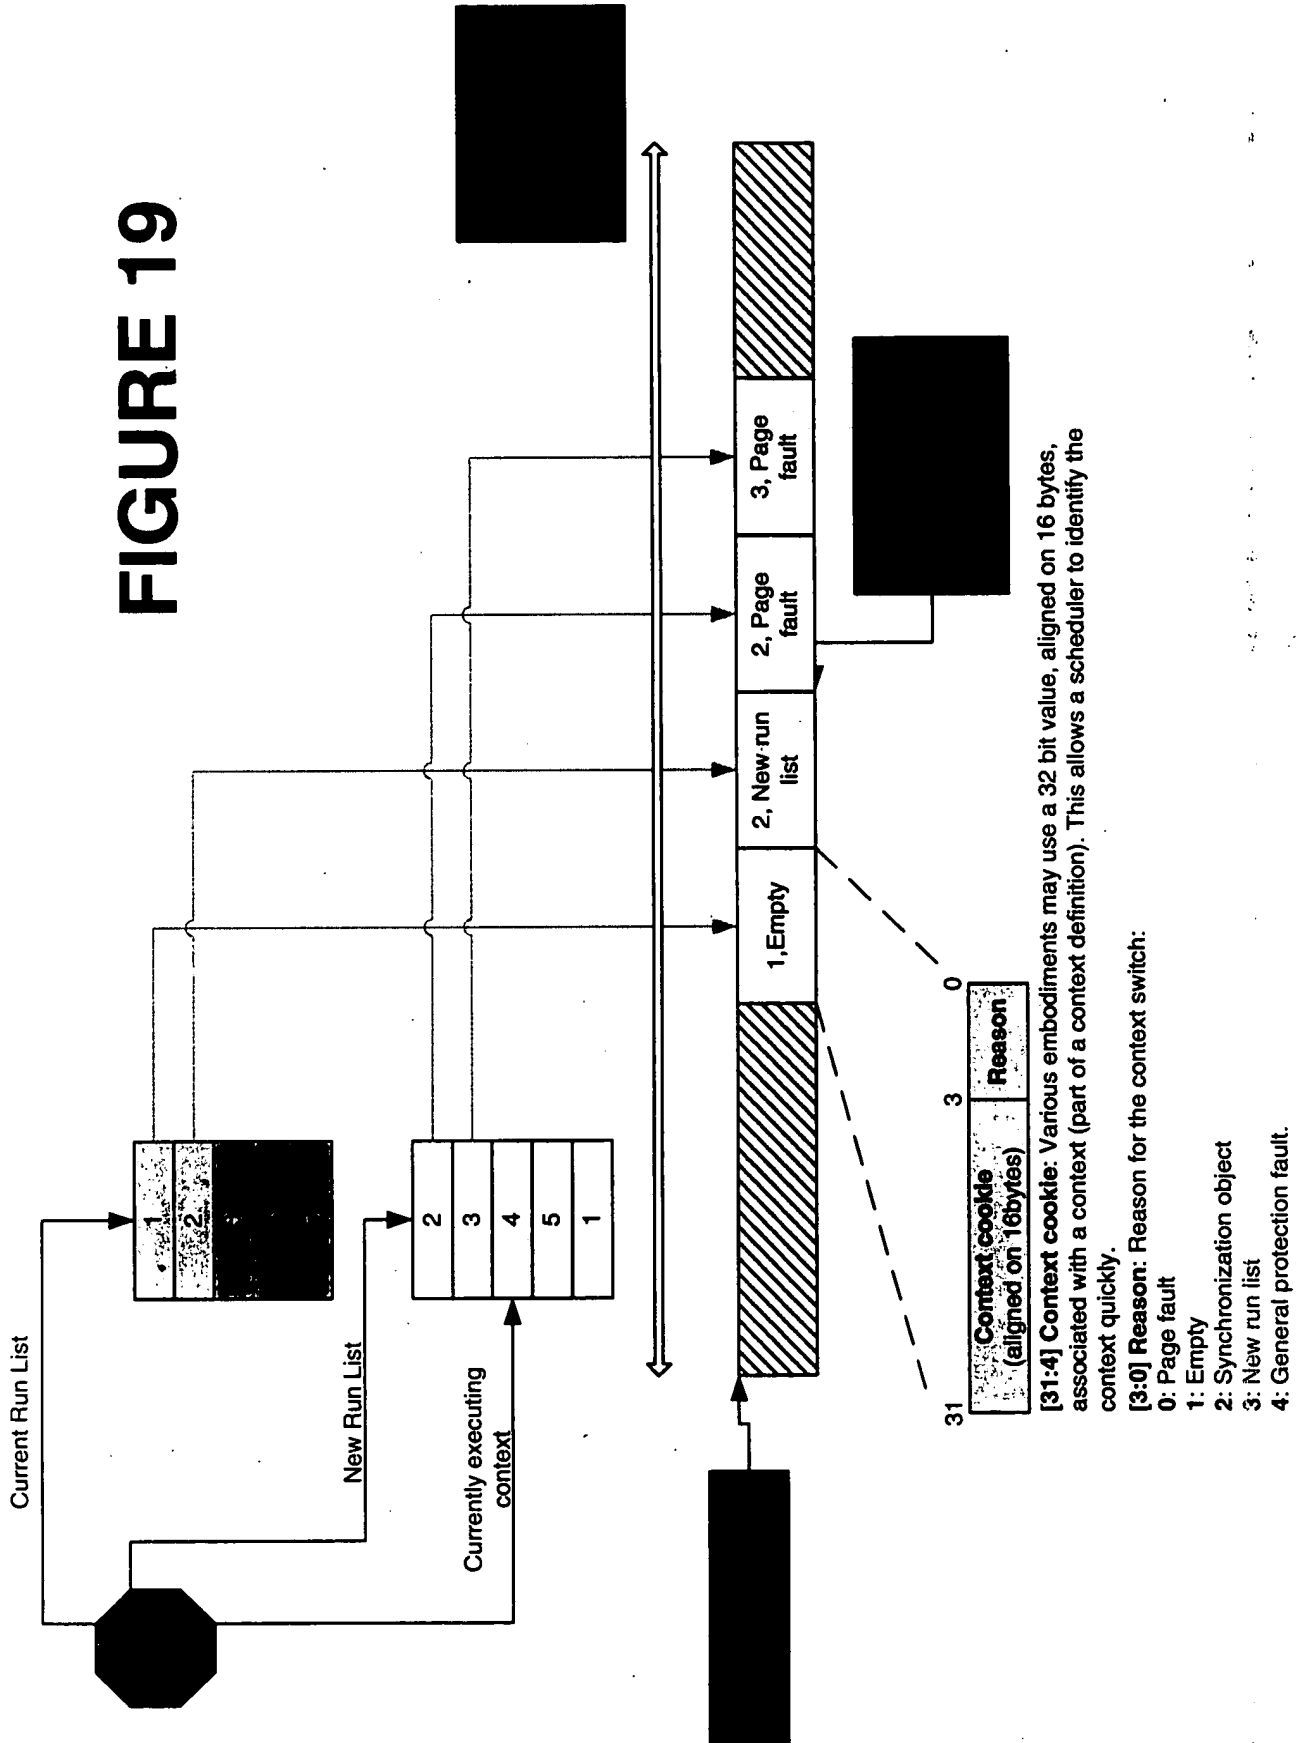 FIGURE 19
Current Run List
1
2
New Run List
2
3
4
5
1
Currently executing
context
1,Empty
2, New run
list
2, Page
fault
3, Page
fault
31
3
0
Context cookie
(aligned on 16bytes)
Reason
[31:4] Context cookie: Various embodiments may use a 32 bit value, aligned on 16 bytes,
associated with a context (part of a context definition). This allows a scheduler to identify the
context quickly.
[3:0] Reason: Reason for the context switch:
0: Page fault
1: Empty
2: Synchronization object
3: New run list
4: General protection fault.